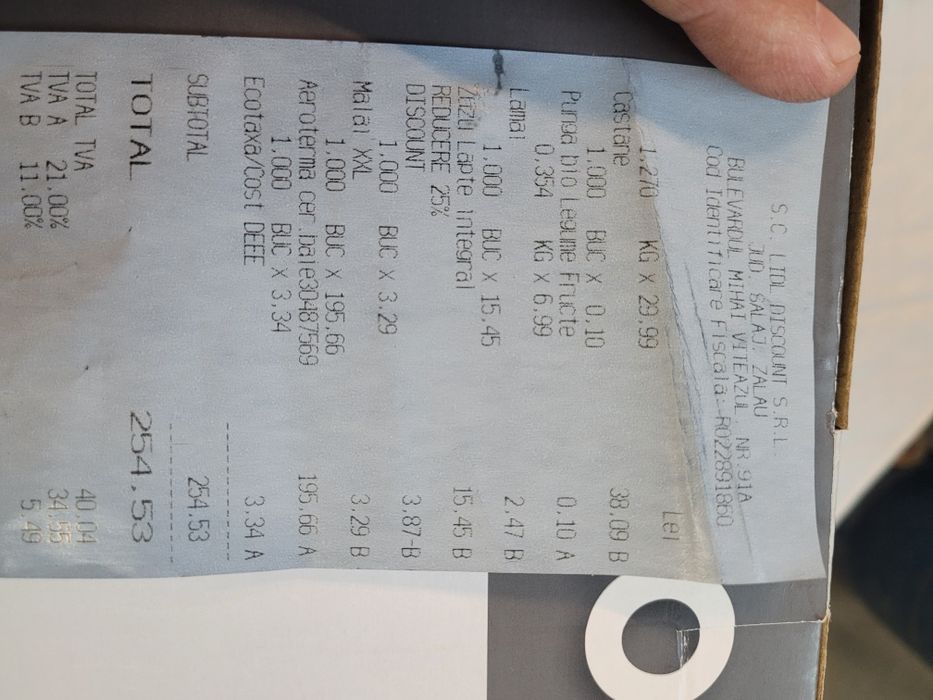 S.C. LIDL DISCOUNT S.R.L.
JUD. SALAJ. ZALAU
BULEVARDUL MIHAI VITEAZUL, NR.91A
Cod Identificare Fiscala: RO22891860
Lei
1,270 KG X 29.99
Castane 38.09 B
1.000 BUC X 0,10
Punga bio Legume Fructe 0.10 A
0,354 KG X 6.99
Lamai 2.47 B
1,000 BUC X 15,45
Zuzu Lapte integral 15.45 B
REDUCERE 25%
DISCOUNT 3,87-B
1.000 BUC X 3.29
Malai XXL 3,29 B
1,000 BUC X 195,66
Aeroterma cer.baie30487569 195,66 A
1,000 BUC X 3,34
Ecotaxa/Cost DEEE 3.34 A
SUBTOTAL 254.53
TOTAL 254,53
TOTAL TVA 40.04
TVA A 21.00% 34.55
TVA B 11.00% 5.49